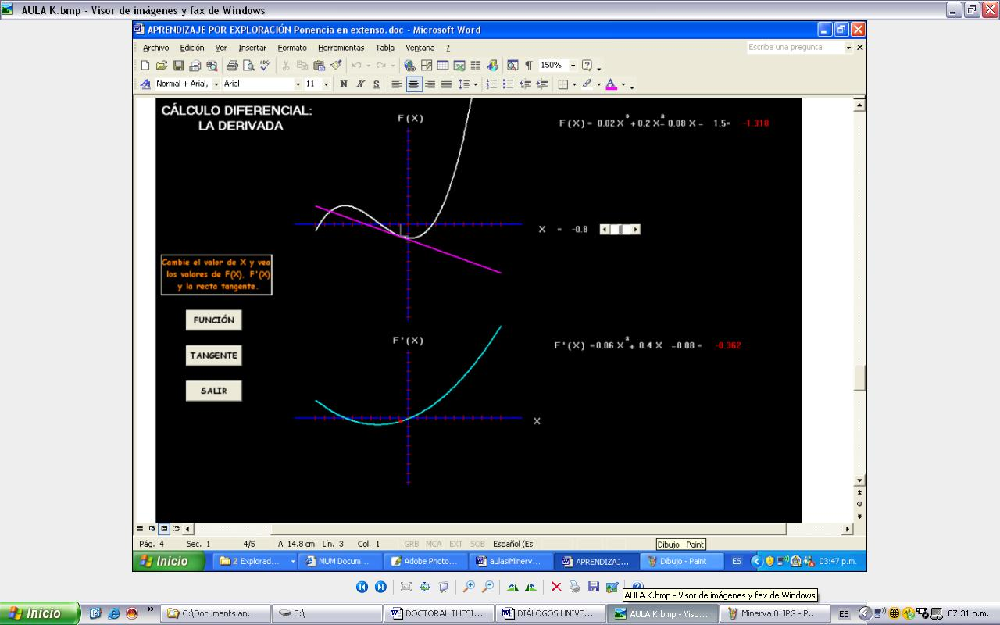 AULA K.bmp - Visor de imágenes y fax de Windows
APRENDIZAJE POR EXPLORACIÓN Ponencia en extenso.doc - Microsoft Word
Archivo Edición Ver Insertar Formato Herramientas Tabla Ventana ?
Escriba una pregunta
150%
Normal + Arial, Arial 11 N K S
CÁLCULO DIFERENCIAL:
LA DERIVADA
F(X)
F(X) = 0.02 X³ + 0.2 X² - 0.08 X - 1.5= -1.318
X = -0.8
Cambie el valor de X y vea
los valores de F(X), F'(X)
y la recta tangente.
FUNCIÓN
TANGENTE
SALIR
F'(X)
F'(X) =0.06 X² + 0.4 X -0.08 = -0.362
X
Pág. 4 Sec. 1 4/5 A 14.8 cm Lín. 3 Col. 1 GRB MCA EXT SOB Español (Es
Dibujo - Paint
Inicio 2 Explorad... MUM Docum... Adobe Photo... aulasiMinerv... APRENDIZAJ... Dibujo - Paint ES 03:47 p.m.
AULA K.bmp - Visor de imágenes y fax de Windows
Inicio C:\Documents an... E:\ DOCTORAL THESI... DIÁLOGOS UNIVE... AULA K.bmp - Viso... Minerva 8.JPG - P... ES 07:31 p.m.